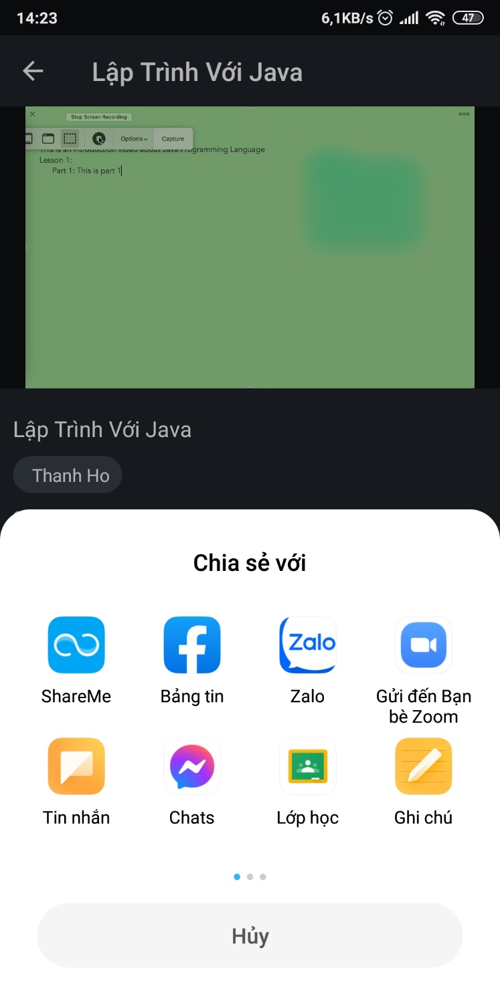 14:23
6,1KB/s
47
Lập Trình Với Java
Stop Screen Recording
Options
Capture
This is an introduction video about Java Programming Language
Lesson 1:
Part 1: This is part 1
Lập Trình Với Java
Thanh Ho
Chia sẻ với
Zalo
ShareMe
Bảng tin
Zalo
Gửi đến Bạn
bè Zoom
Tin nhắn
Chats
Lớp học
Ghi chú
Hủy